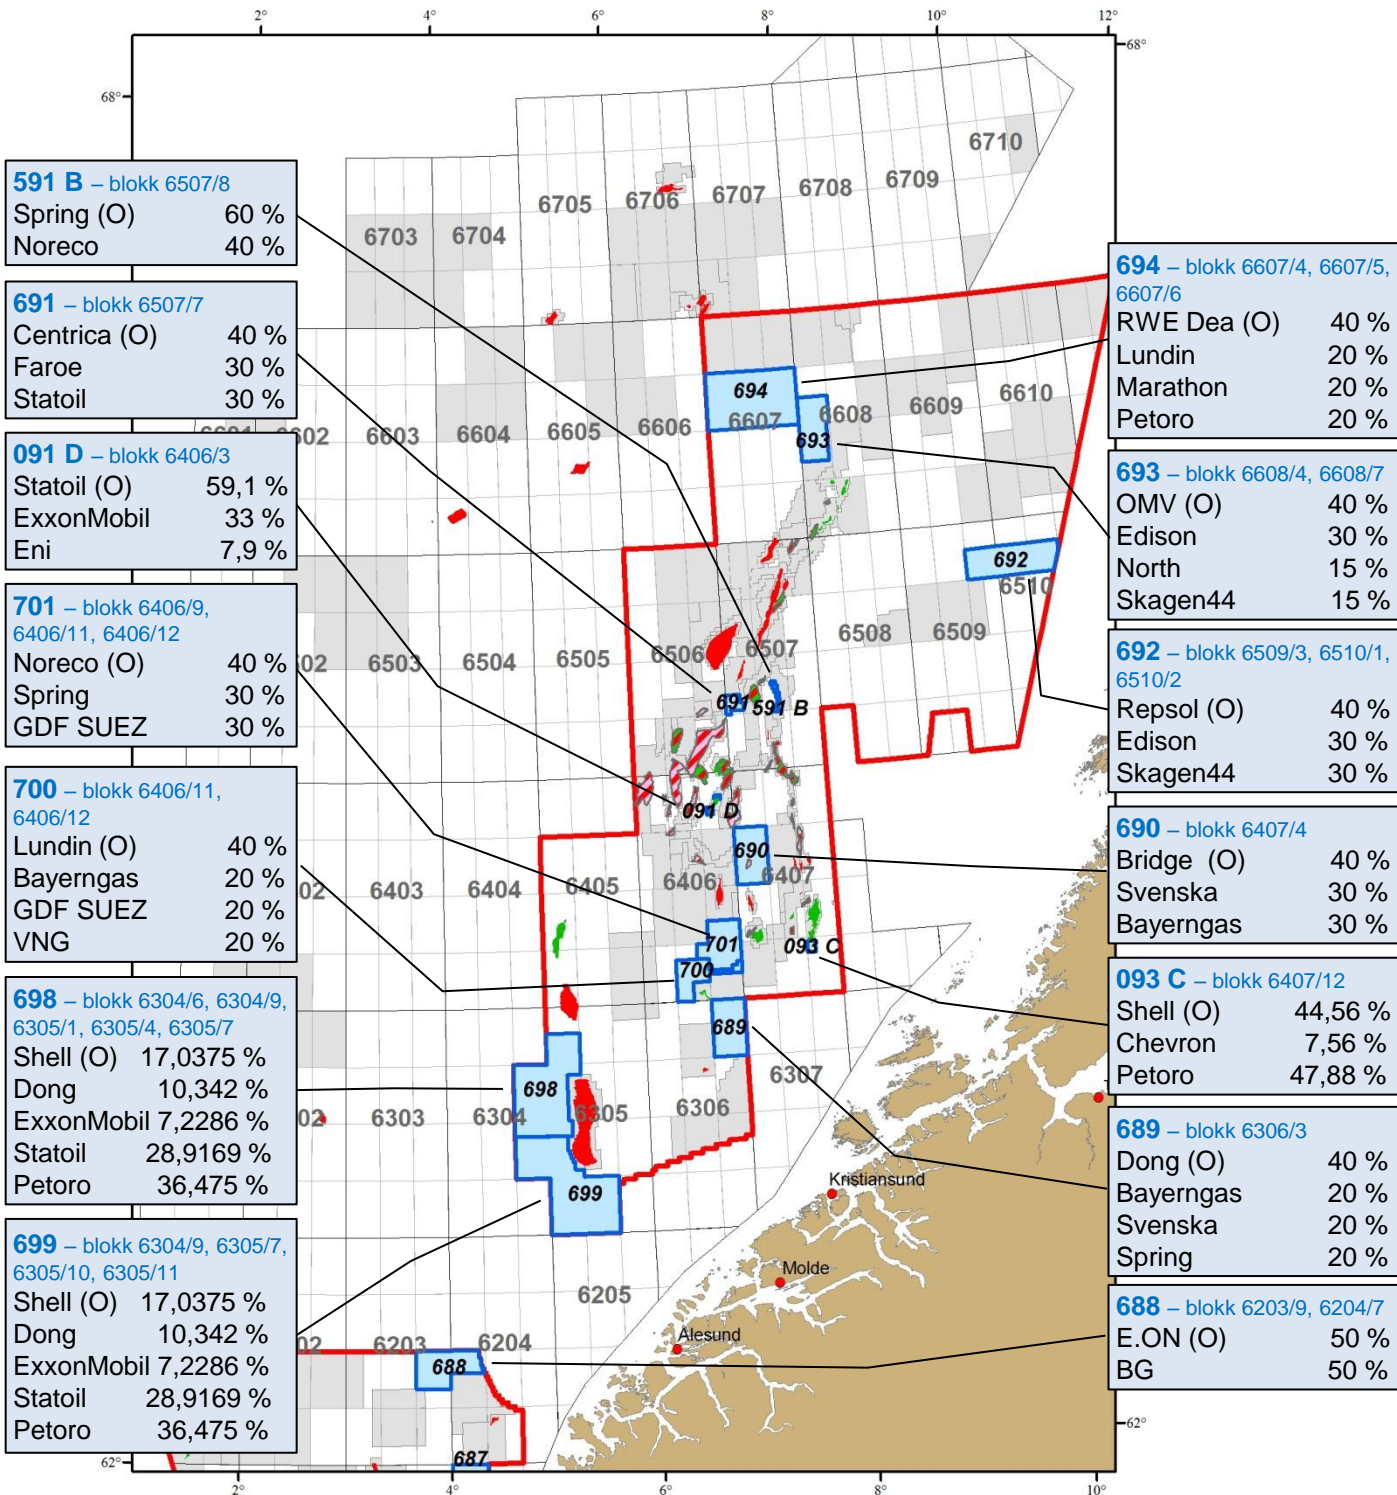 2°
4°
6°
8°
10°
12°
68°
68°
591 B – blokk 6507/8
Spring (O) 60 %
Noreco 40 %
691 – blokk 6507/7
Centrica (O) 40 %
Faroe 30 %
Statoil 30 %
091 D – blokk 6406/3
Statoil (O) 59,1 %
ExxonMobil 33 %
Eni 7,9 %
701 – blokk 6406/9,
6406/11, 6406/12
Noreco (O) 40 %
Spring 30 %
GDF SUEZ 30 %
700 – blokk 6406/11,
6406/12
Lundin (O) 40 %
Bayerngas 20 %
GDF SUEZ 20 %
VNG 20 %
698 – blokk 6304/6, 6304/9,
6305/1, 6305/4, 6305/7
Shell (O) 17,0375 %
Dong 10,342 %
ExxonMobil 7,2286 %
Statoil 28,9169 %
Petoro 36,475 %
699 – blokk 6304/9, 6305/7,
6305/10, 6305/11
Shell (O) 17,0375 %
Dong 10,342 %
ExxonMobil 7,2286 %
Statoil 28,9169 %
Petoro 36,475 %
6710
6709
6708
6707
6706
6705
6704
6703
694
6607
693
6608
6609
6610
6606
6605
6604
6603
692
6510
6509
6508
6507
6506
6505
6504
6503
691
591 B
091 D
690
6407
6406
6405
6404
6403
701
700
093 C
689
6307
6306
6305
6304
6303
698
699
6205
6204
6203
688
687
Kristiansund
Molde
Ålesund
694 – blokk 6607/4, 6607/5,
6607/6
RWE Dea (O) 40 %
Lundin 20 %
Marathon 20 %
Petoro 20 %
693 – blokk 6608/4, 6608/7
OMV (O) 40 %
Edison 30 %
North 15 %
Skagen44 15 %
692 – blokk 6509/3, 6510/1,
6510/2
Repsol (O) 40 %
Edison 30 %
Skagen44 30 %
690 – blokk 6407/4
Bridge (O) 40 %
Svenska 30 %
Bayerngas 30 %
093 C – blokk 6407/12
Shell (O) 44,56 %
Chevron 7,56 %
Petoro 47,88 %
689 – blokk 6306/3
Dong (O) 40 %
Bayerngas 20 %
Svenska 20 %
Spring 20 %
688 – blokk 6203/9, 6204/7
E.ON (O) 50 %
BG 50 %
62°
62°
2°
4°
6°
8°
10°